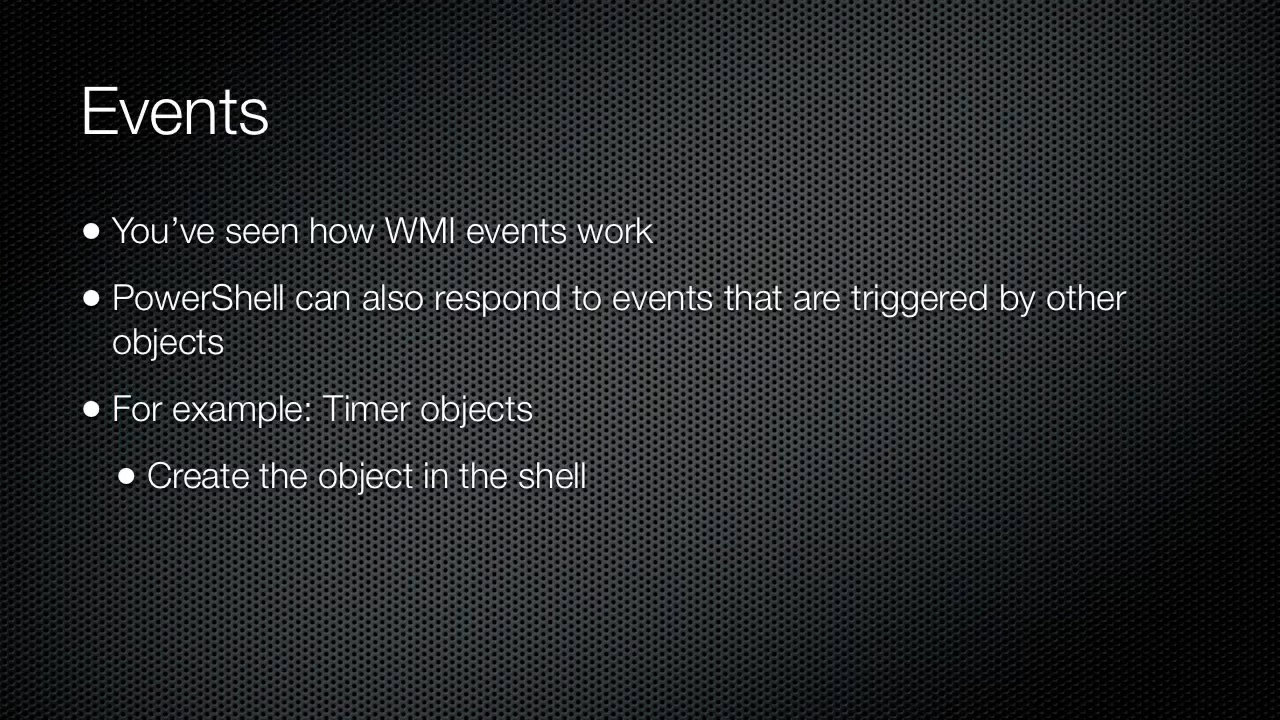 Events
● You’ve seen how WMI events work
● PowerShell can also respond to events that are triggered by other
objects
● For example: Timer objects
● Create the object in the shell